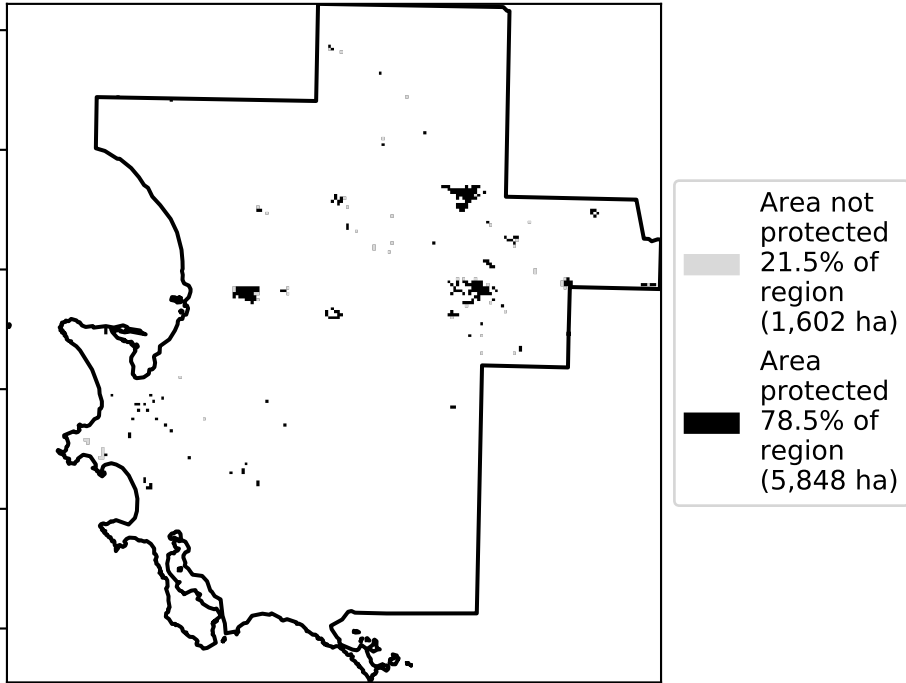 Area not
protected
21.5% of
region
(1,602 ha)
Area
protected
78.5% of
region
(5,848 ha)